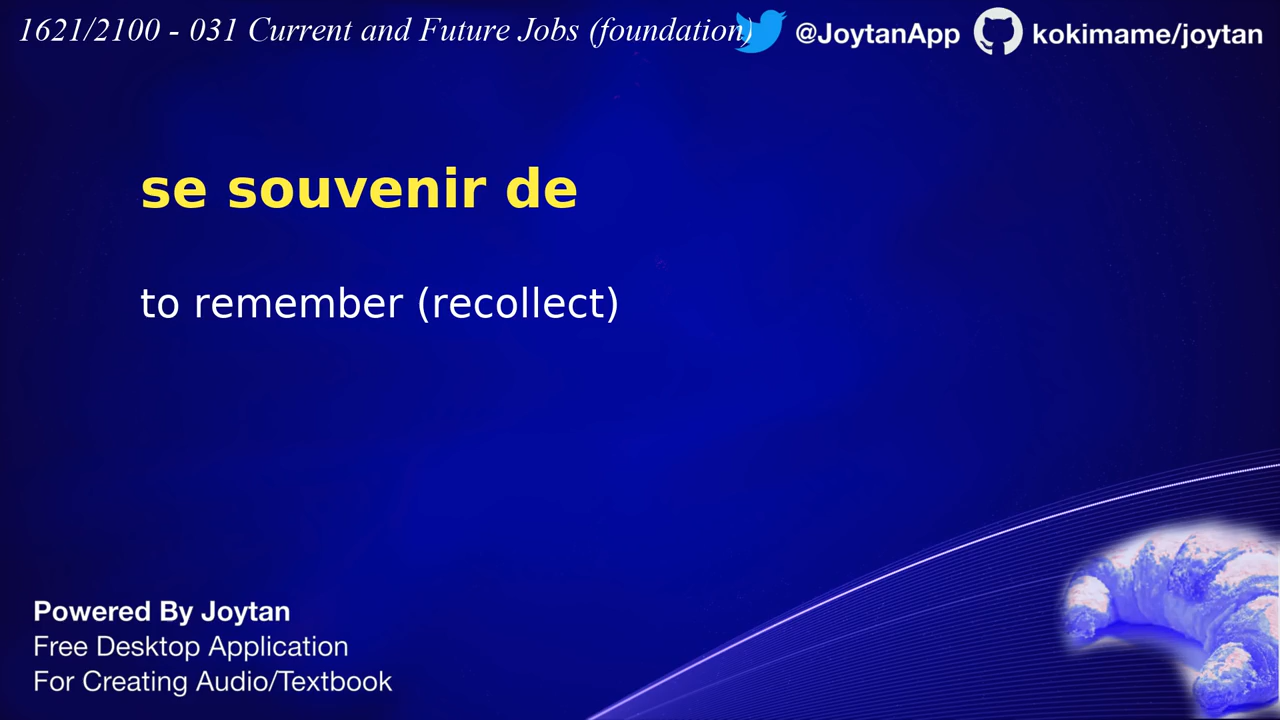 1621/2100 - 031 Current and Future Jobs (foundation)
@JoytanApp
kokimame/joytan
se souvenir de
to remember (recollect)
Powered By Joytan
Free Desktop Application
For Creating Audio/Textbook